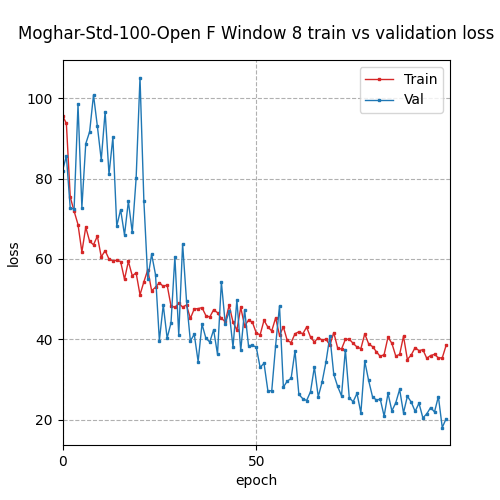 Moghar-Std-100-Open F Window 8 train vs validation loss
Train
Val
loss
100
80
60
40
20
0
50
epoch